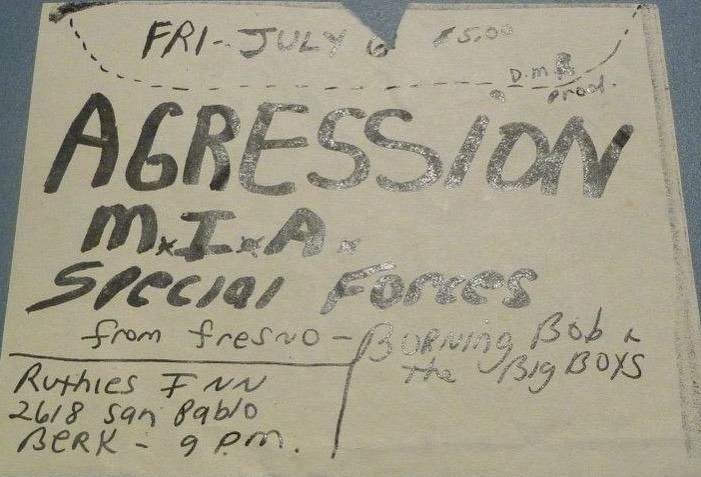 FRI-- JULY 6 $5.00
D.M.R
prod.
AGRESSION
M.I.A.
Special Forces
from fresno - BURNING Bob &
the Big BOYS
Ruthies INN
2618 San Pablo
BERK - 9 P.M.